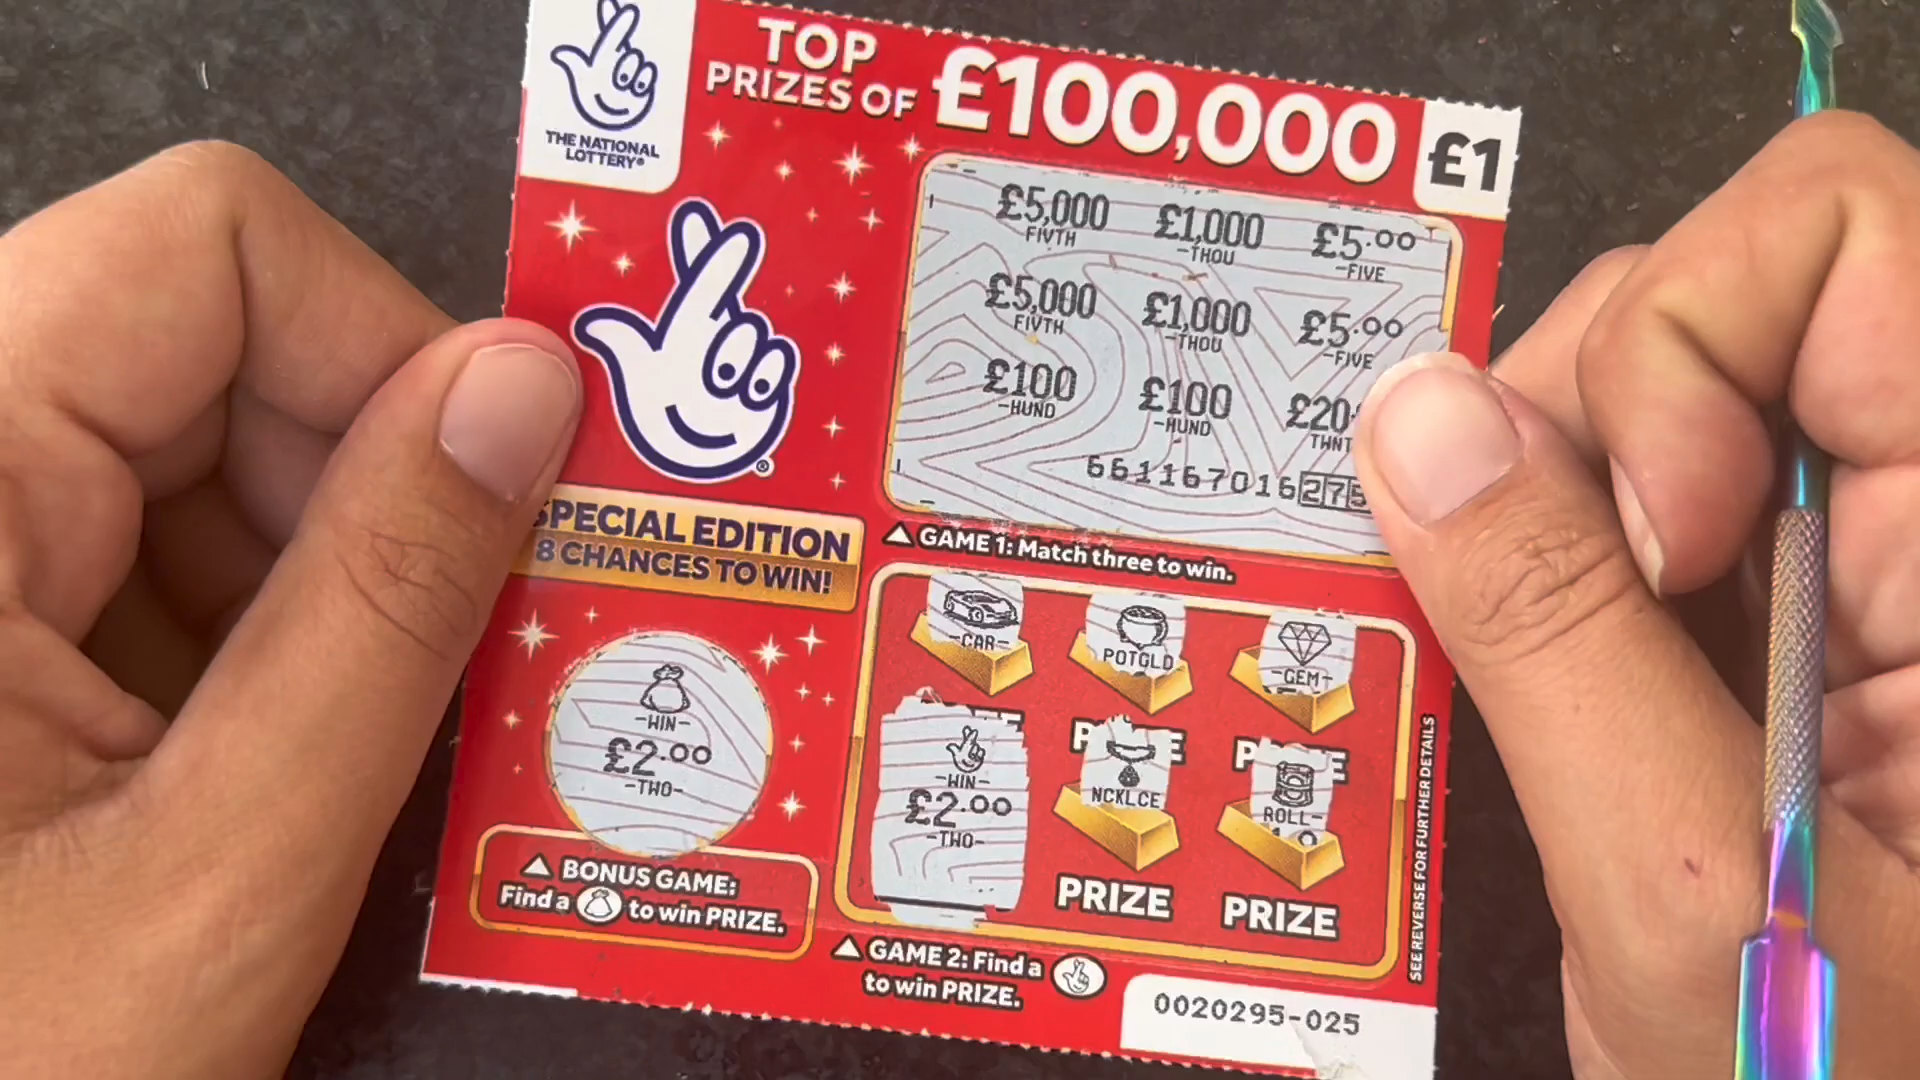 THE NATIONAL
LOTTERY®
TOP
PRIZES OF £100,000
£1
£5,000 £1,000 £5.00
FIVTH -THOU -FIVE
£5,000 £1,000 £5.00
FIVTH -THOU -FIVE
£100 £100 £20
-HUND -HUND TWNT
661167016275
GAME 1: Match three to win.
®
SPECIAL EDITION
8 CHANCES TO WIN!
-CAR- POTGLD -GEM-
-WIN-
£2.00
-TWO-
-WIN- NCKLCE ROLL-
£2.00
-TWO-
PRIZE PRIZE
BONUS GAME:
Find a to win PRIZE.
GAME 2: Find a
to win PRIZE.
SEE REVERSE FOR FURTHER DETAILS
0020295-025